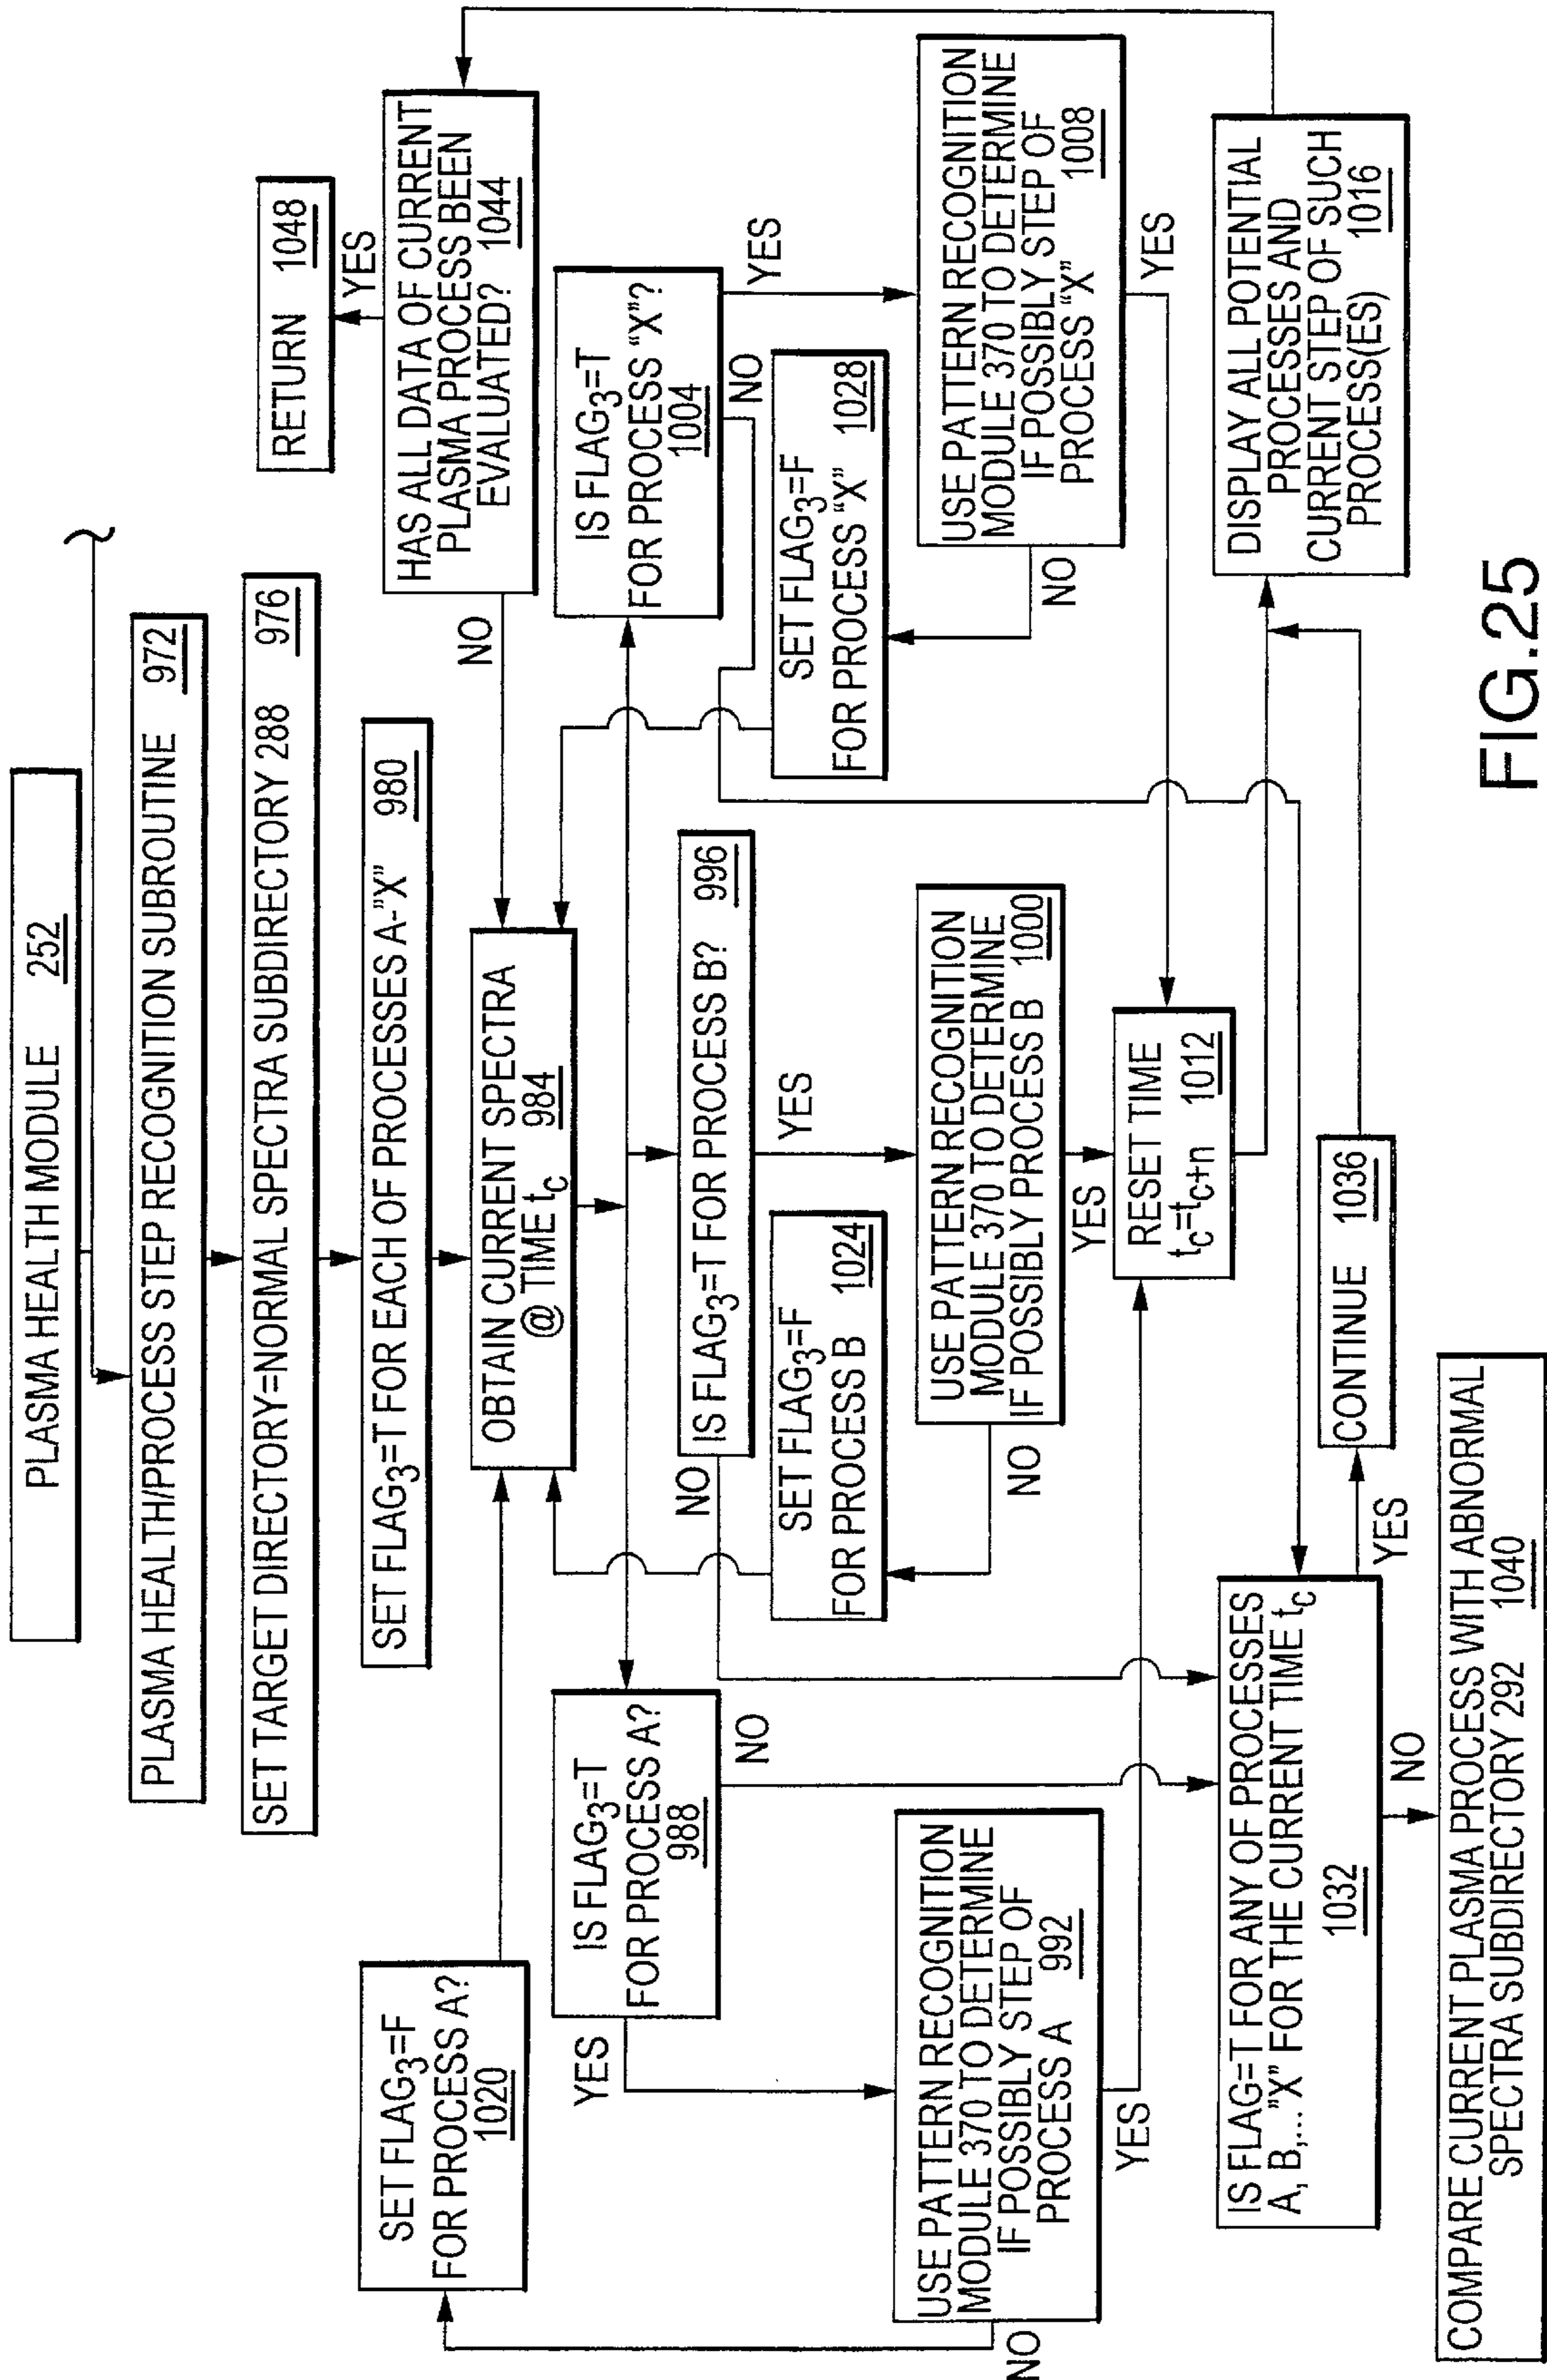 PLASMA HEALTH MODULE 252
PLASMA HEALTH/PROCESS STEP RECOGNITION SUBROUTINE 972
SET TARGET DIRECTORY=NORMAL SPECTRA SUBDIRECTORY 288 976
SET FLAG3=T FOR EACH OF PROCESSES A-"X" 980
OBTAIN CURRENT SPECTRA
@ TIME tc 984
SET FLAG3=F
FOR PROCESS A?
1020
IS FLAG3=T
FOR PROCESS A?
988
YES
NO
USE PATTERN RECOGNITION
MODULE 370 TO DETERMINE
IF POSSIBLY STEP OF
PROCESS A 992
NO
YES
IS FLAG3=T FOR PROCESS B? 996
NO
YES
SET FLAG3=F
FOR PROCESS B 1024
USE PATTERN RECOGNITION
MODULE 370 TO DETERMINE
IF POSSIBLY PROCESS B 1000
NO
YES
RESET TIME
tc=tc+n 1012
RETURN 1048
YES
HAS ALL DATA OF CURRENT
PLASMA PROCESS BEEN
EVALUATED? 1044
NO
IS FLAG3=T
FOR PROCESS "X"?
1004
YES
NO
SET FLAG3=F
FOR PROCESS "X" 1028
USE PATTERN RECOGNITION
MODULE 370 TO DETERMINE
IF POSSIBLY STEP OF
PROCESS "X" 1008
NO
YES
DISPLAY ALL POTENTIAL
PROCESSES AND
CURRENT STEP OF SUCH
PROCESS(ES) 1016
IS FLAG=T FOR ANY OF PROCESSES
A, B,..."X" FOR THE CURRENT TIME tc
1032
YES
CONTINUE 1036
NO
COMPARE CURRENT PLASMA PROCESS WITH ABNORMAL
SPECTRA SUBDIRECTORY 292 1040
FIG.25